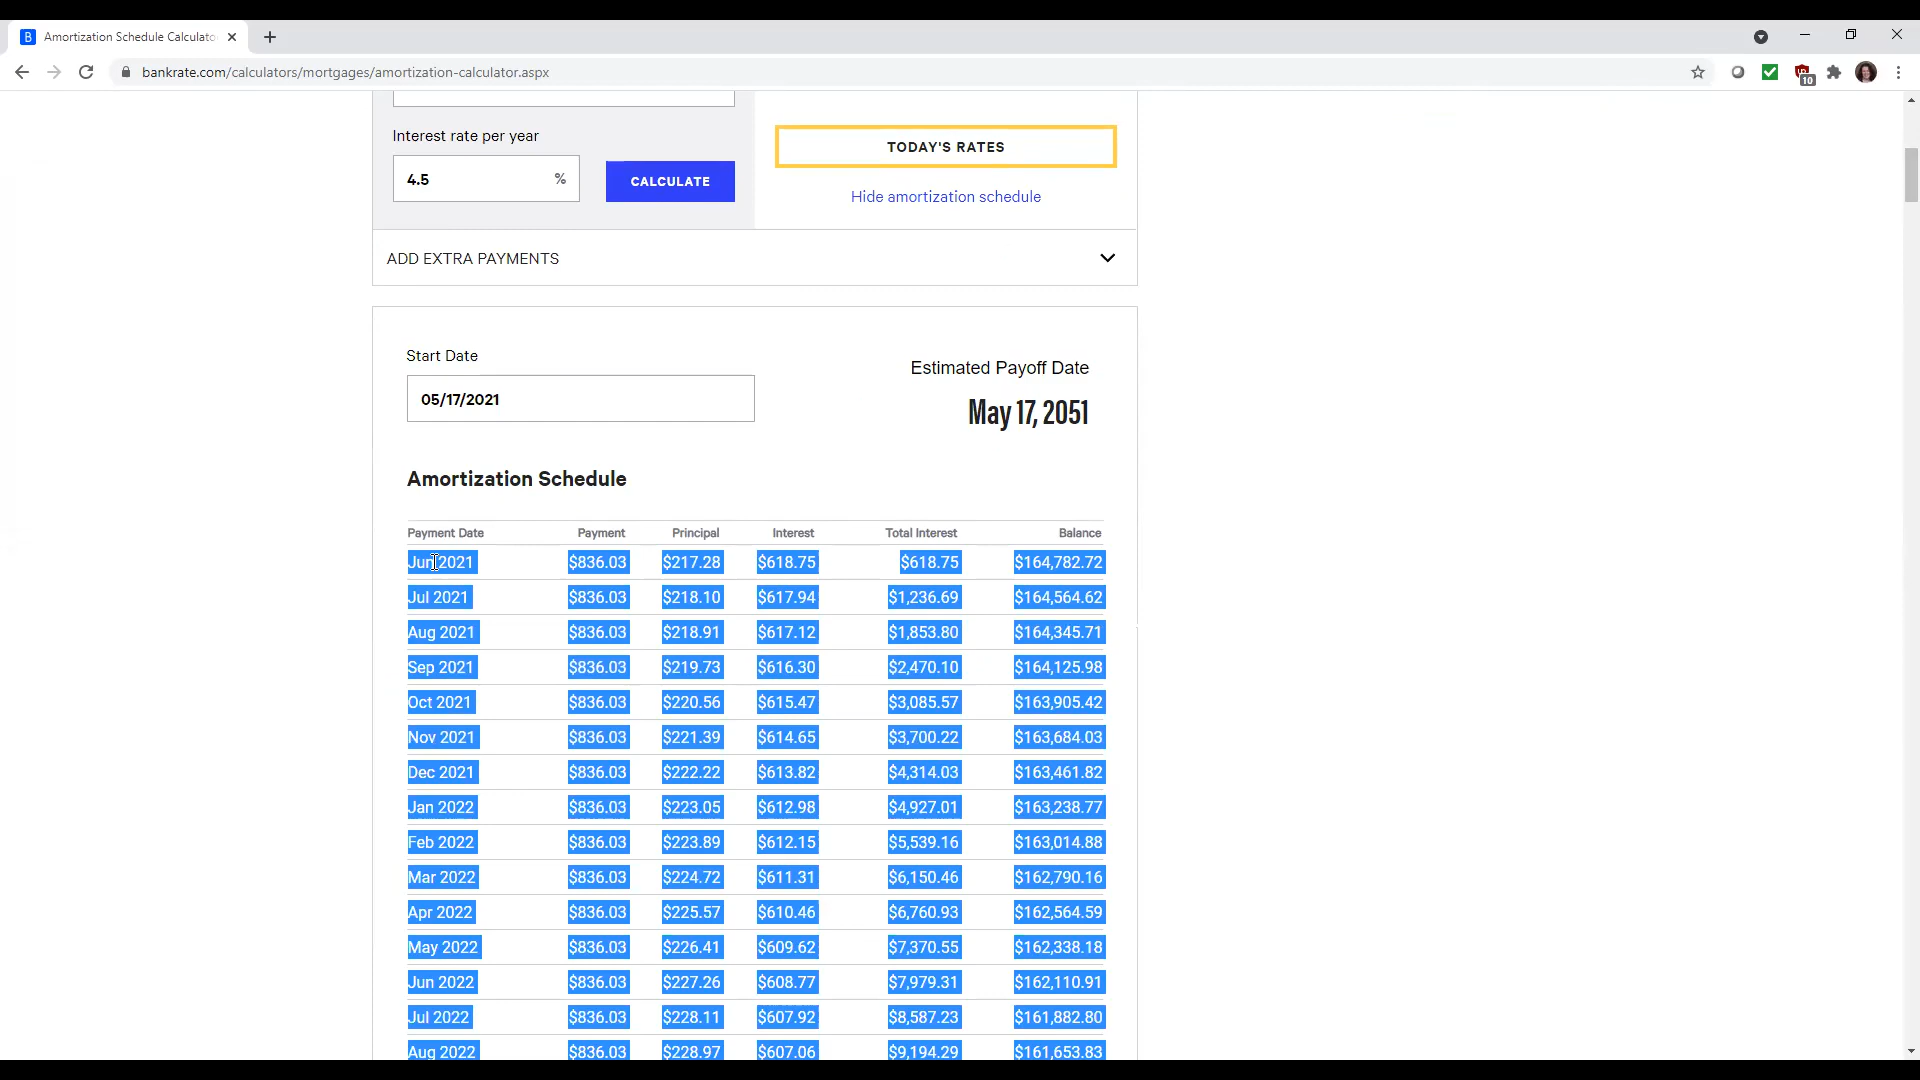 B Amortization Schedule Calculato
bankrate.com/calculators/mortgages/amortization-calculator.aspx
10
Interest rate per year
4.5 %
CALCULATE
TODAY'S RATES
Hide amortization schedule
ADD EXTRA PAYMENTS
Start Date
05/17/2021
Estimated Payoff Date
May 17, 2051
Amortization Schedule
Payment Date Payment Principal Interest Total Interest Balance
Jun 2021 $836.03 $217.28 $618.75 $618.75 $164,782.72
Jul 2021 $836.03 $218.10 $617.94 $1,236.69 $164,564.62
Aug 2021 $836.03 $218.91 $617.12 $1,853.80 $164,345.71
Sep 2021 $836.03 $219.73 $616.30 $2,470.10 $164,125.98
Oct 2021 $836.03 $220.56 $615.47 $3,085.57 $163,905.42
Nov 2021 $836.03 $221.39 $614.65 $3,700.22 $163,684.03
Dec 2021 $836.03 $222.22 $613.82 $4,314.03 $163,461.82
Jan 2022 $836.03 $223.05 $612.98 $4,927.01 $163,238.77
Feb 2022 $836.03 $223.89 $612.15 $5,539.16 $163,014.88
Mar 2022 $836.03 $224.72 $611.31 $6,150.46 $162,790.16
Apr 2022 $836.03 $225.57 $610.46 $6,760.93 $162,564.59
May 2022 $836.03 $226.41 $609.62 $7,370.55 $162,338.18
Jun 2022 $836.03 $227.26 $608.77 $7,979.31 $162,110.91
Jul 2022 $836.03 $228.11 $607.92 $8,587.23 $161,882.80
Aug 2022 $836.03 $228.97 $607.06 $9,194.29 $161,653.83